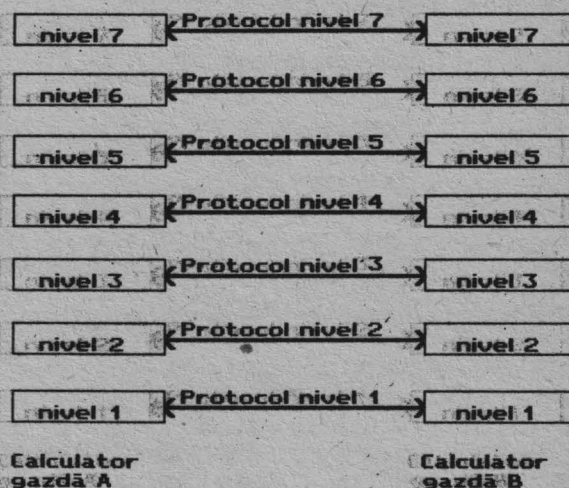 nivel 7 Protocol nivel 7 nivel 7
nivel 6 Protocol nivel 6 nivel 6
nivel 5 Protocol nivel 5 nivel 5
nivel 4 Protocol nivel 4 nivel 4
nivel 3 Protocol nivel 3 nivel 3
nivel 2 Protocol nivel 2 nivel 2
nivel 1 Protocol nivel 1 nivel 1
Calculator Calculator
gazdă A gazdă B